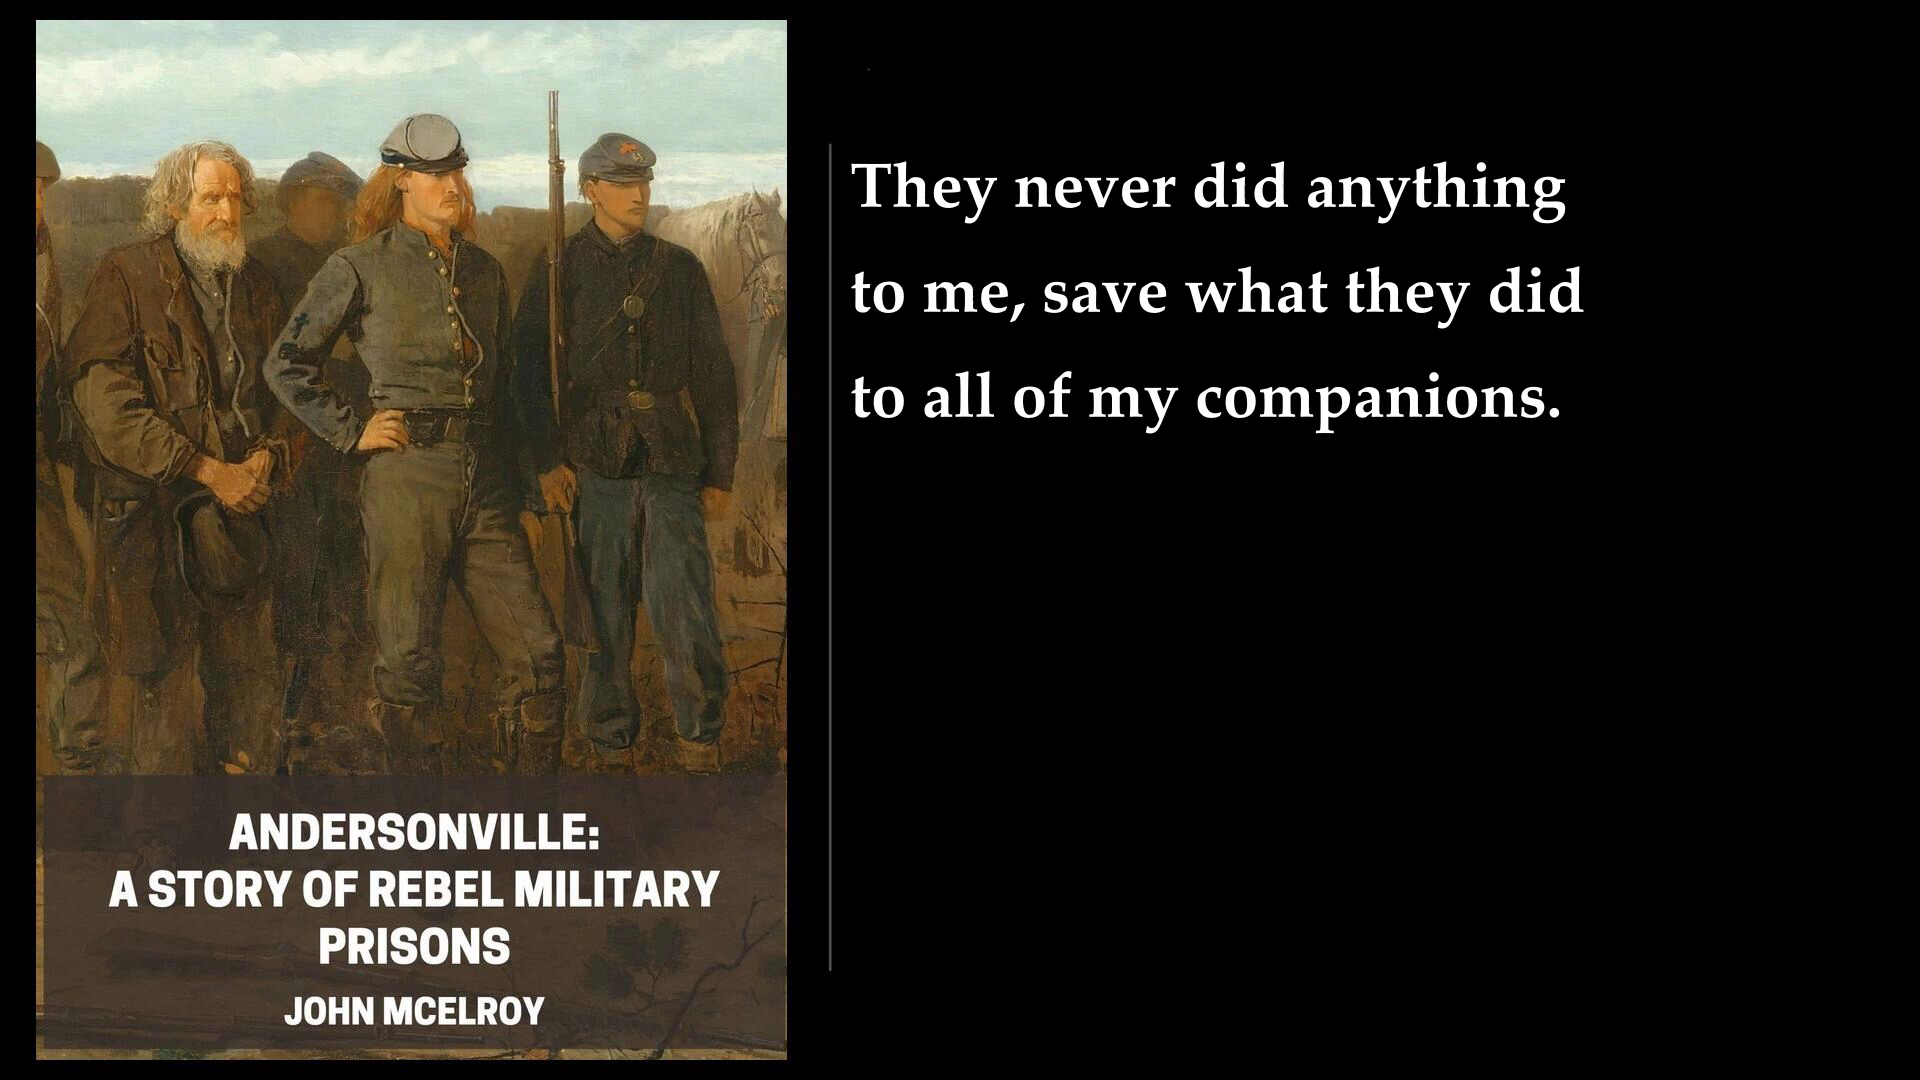 ANDERSONVILLE:
A STORY OF REBEL MILITARY
PRISONS
JOHN MCELROY
They never did anything
to me, save what they did
to all of my companions.